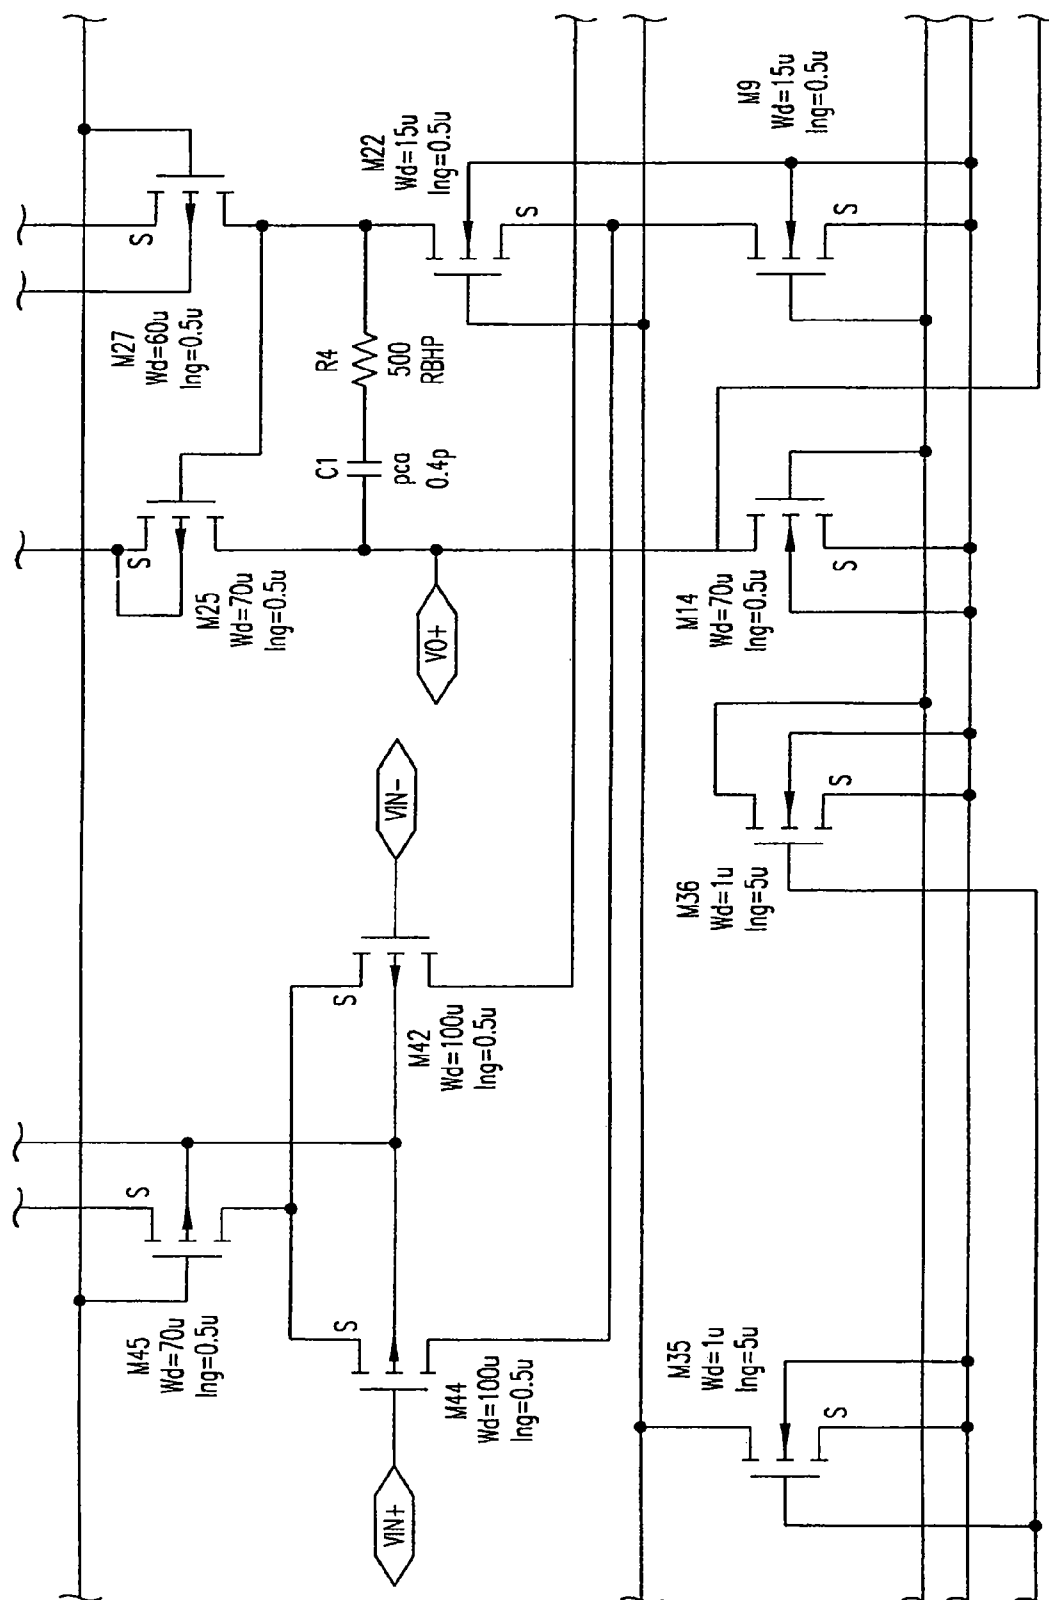 M45
Wd=70u
lng=0.5u
S
VIN+
M44
Wd=100u
lng=0.5u
S
M42
Wd=100u
lng=0.5u
S
VIN-
M25
Wd=70u
lng=0.5u
S
M27
Wd=60u
lng=0.5u
S
VO+
C1
pca
0.4p
R4
500
RBHP
M22
Wd=15u
lng=0.5u
S
M35
Wd=1u
lng=5u
S
M36
Wd=1u
lng=5u
S
M14
Wd=70u
lng=0.5u
S
M9
Wd=15u
lng=0.5u
S